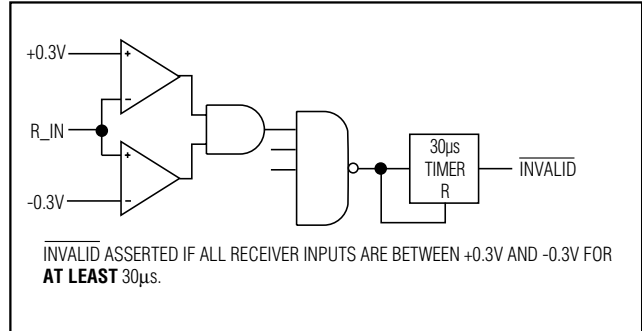 +0.3V
R_IN
-0.3V
30μs
TIMER
R
INVALID
INVALID ASSERTED IF ALL RECEIVER INPUTS ARE BETWEEN +0.3V AND -0.3V FOR
AT LEAST 30μs.